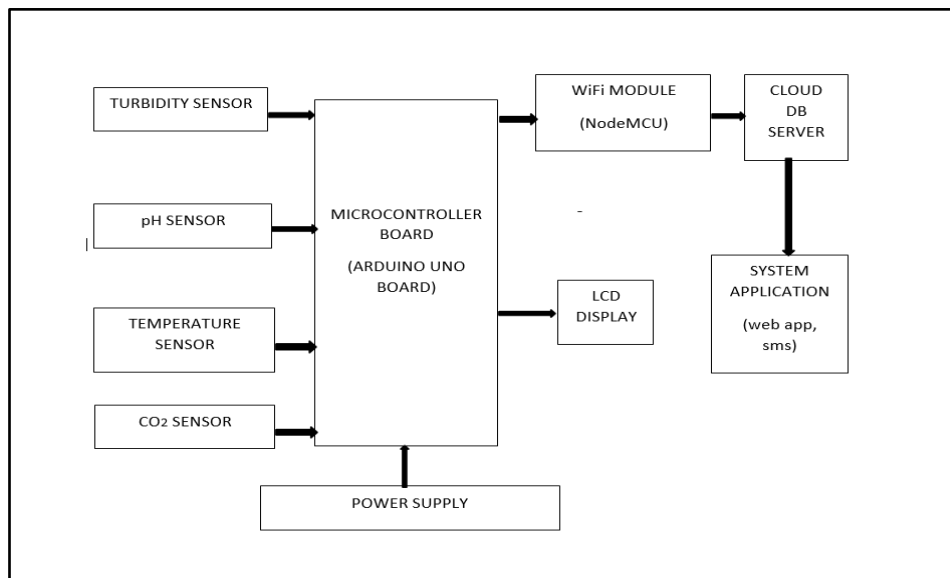 TURBIDITY SENSOR
pH SENSOR
TEMPERATURE
SENSOR
CO2 SENSOR
MICROCONTROLLER
BOARD
(ARDUINO UNO
BOARD)
POWER SUPPLY
WiFi MODULE
(NodeMCU)
LCD
DISPLAY
CLOUD
DB
SERVER
SYSTEM
APPLICATION
(web app,
sms)